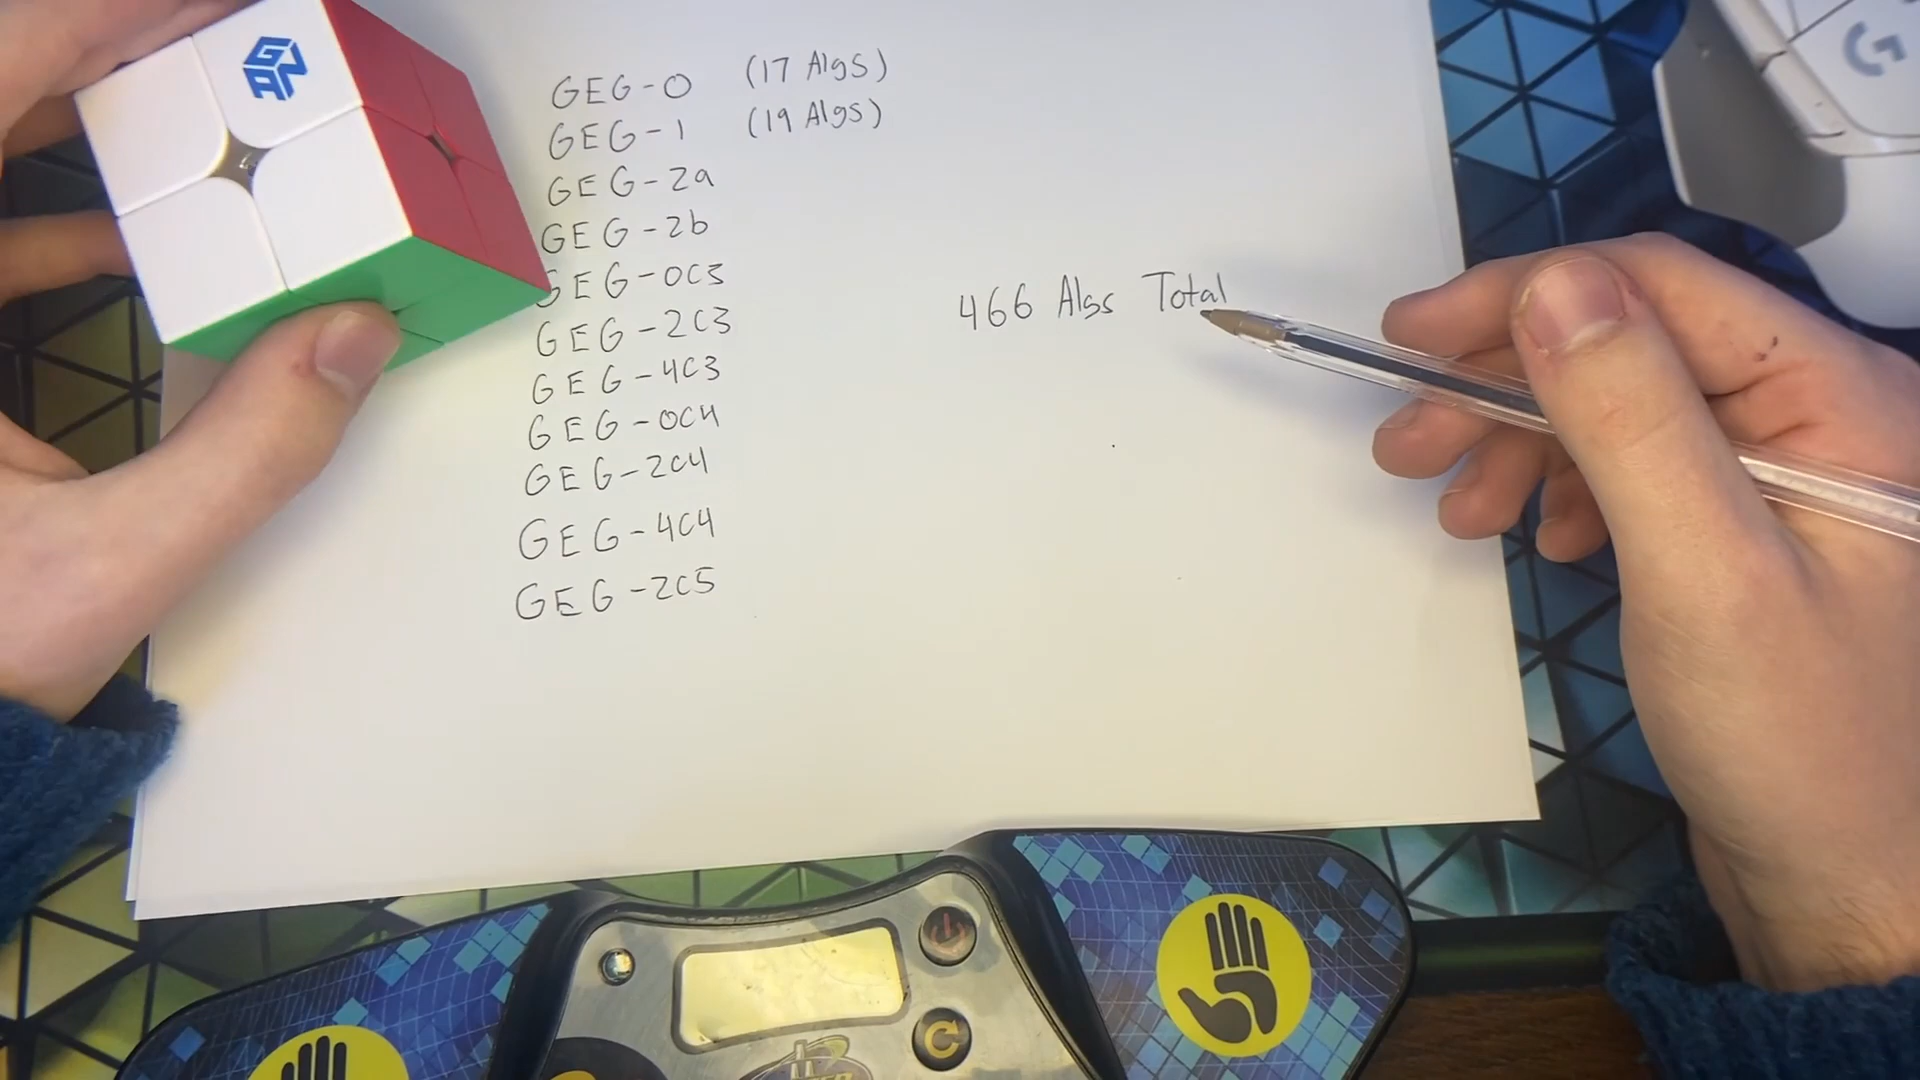 GAN
GEG-0 (17 Algs)
GEG-1 (19 Algs)
GEG-2a
GEG-2b
GEG-0C3
GEG-2C3
GEG-4C3
GEG-0C4
GEG-2C4
GEG-4C4
GEG-2C5
466 Algs Total
G